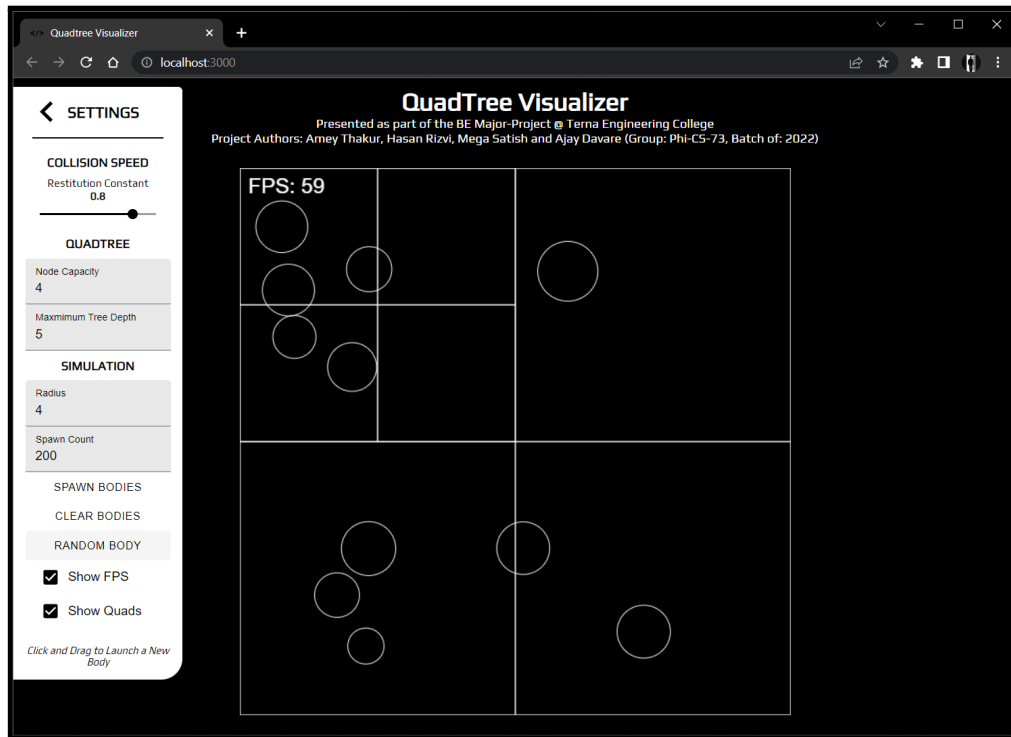 </> Quadtree Visualizer
localhost:3000
SETTINGS
COLLISION SPEED
Restitution Constant
0.8
QUADTREE
Node Capacity
4
Maxmimum Tree Depth
5
SIMULATION
Radius
4
Spawn Count
200
SPAWN BODIES
CLEAR BODIES
RANDOM BODY
Show FPS
Show Quads
Click and Drag to Launch a New
Body
QuadTree Visualizer
Presented as part of the BE Major-Project @ Terna Engineering College
Project Authors: Amey Thakur, Hasan Rizvi, Mega Satish and Ajay Davare (Group: Phi-CS-73, Batch of: 2022)
FPS: 59